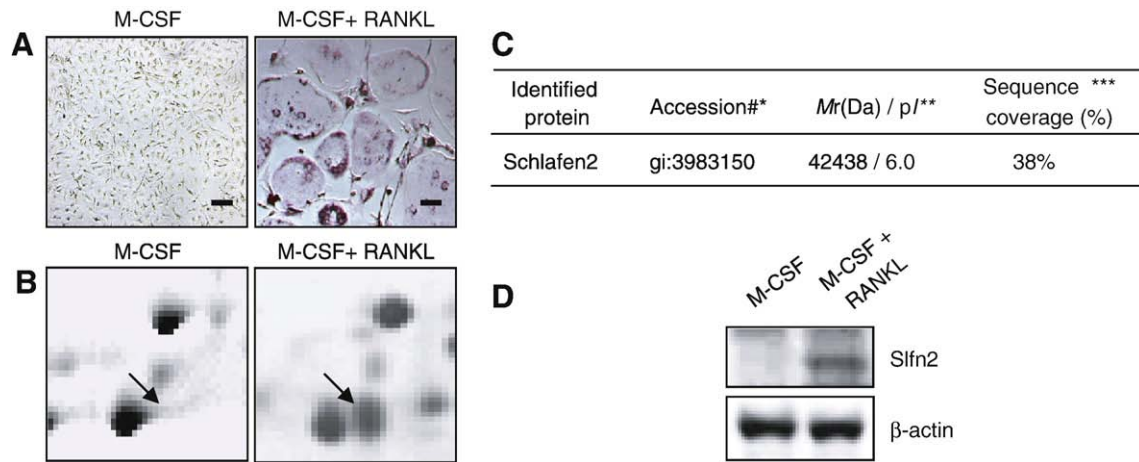 A
M-CSF
M-CSF+ RANKL
B
M-CSF
M-CSF+ RANKL
C
Identified protein
Accession#*
Mr(Da) / pI**
Sequence *** coverage (%)
Schlafen2
gi:3983150
42438 / 6.0
38%
D
M-CSF
M-CSF +
RANKL
Slfn2
β-actin